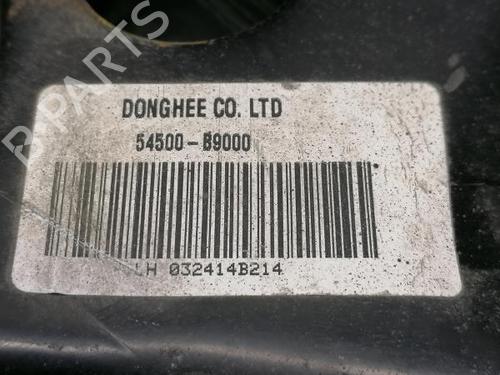 DONGHEE CO. LTD
54500-B9000
LH 032414B214
B-PARTS